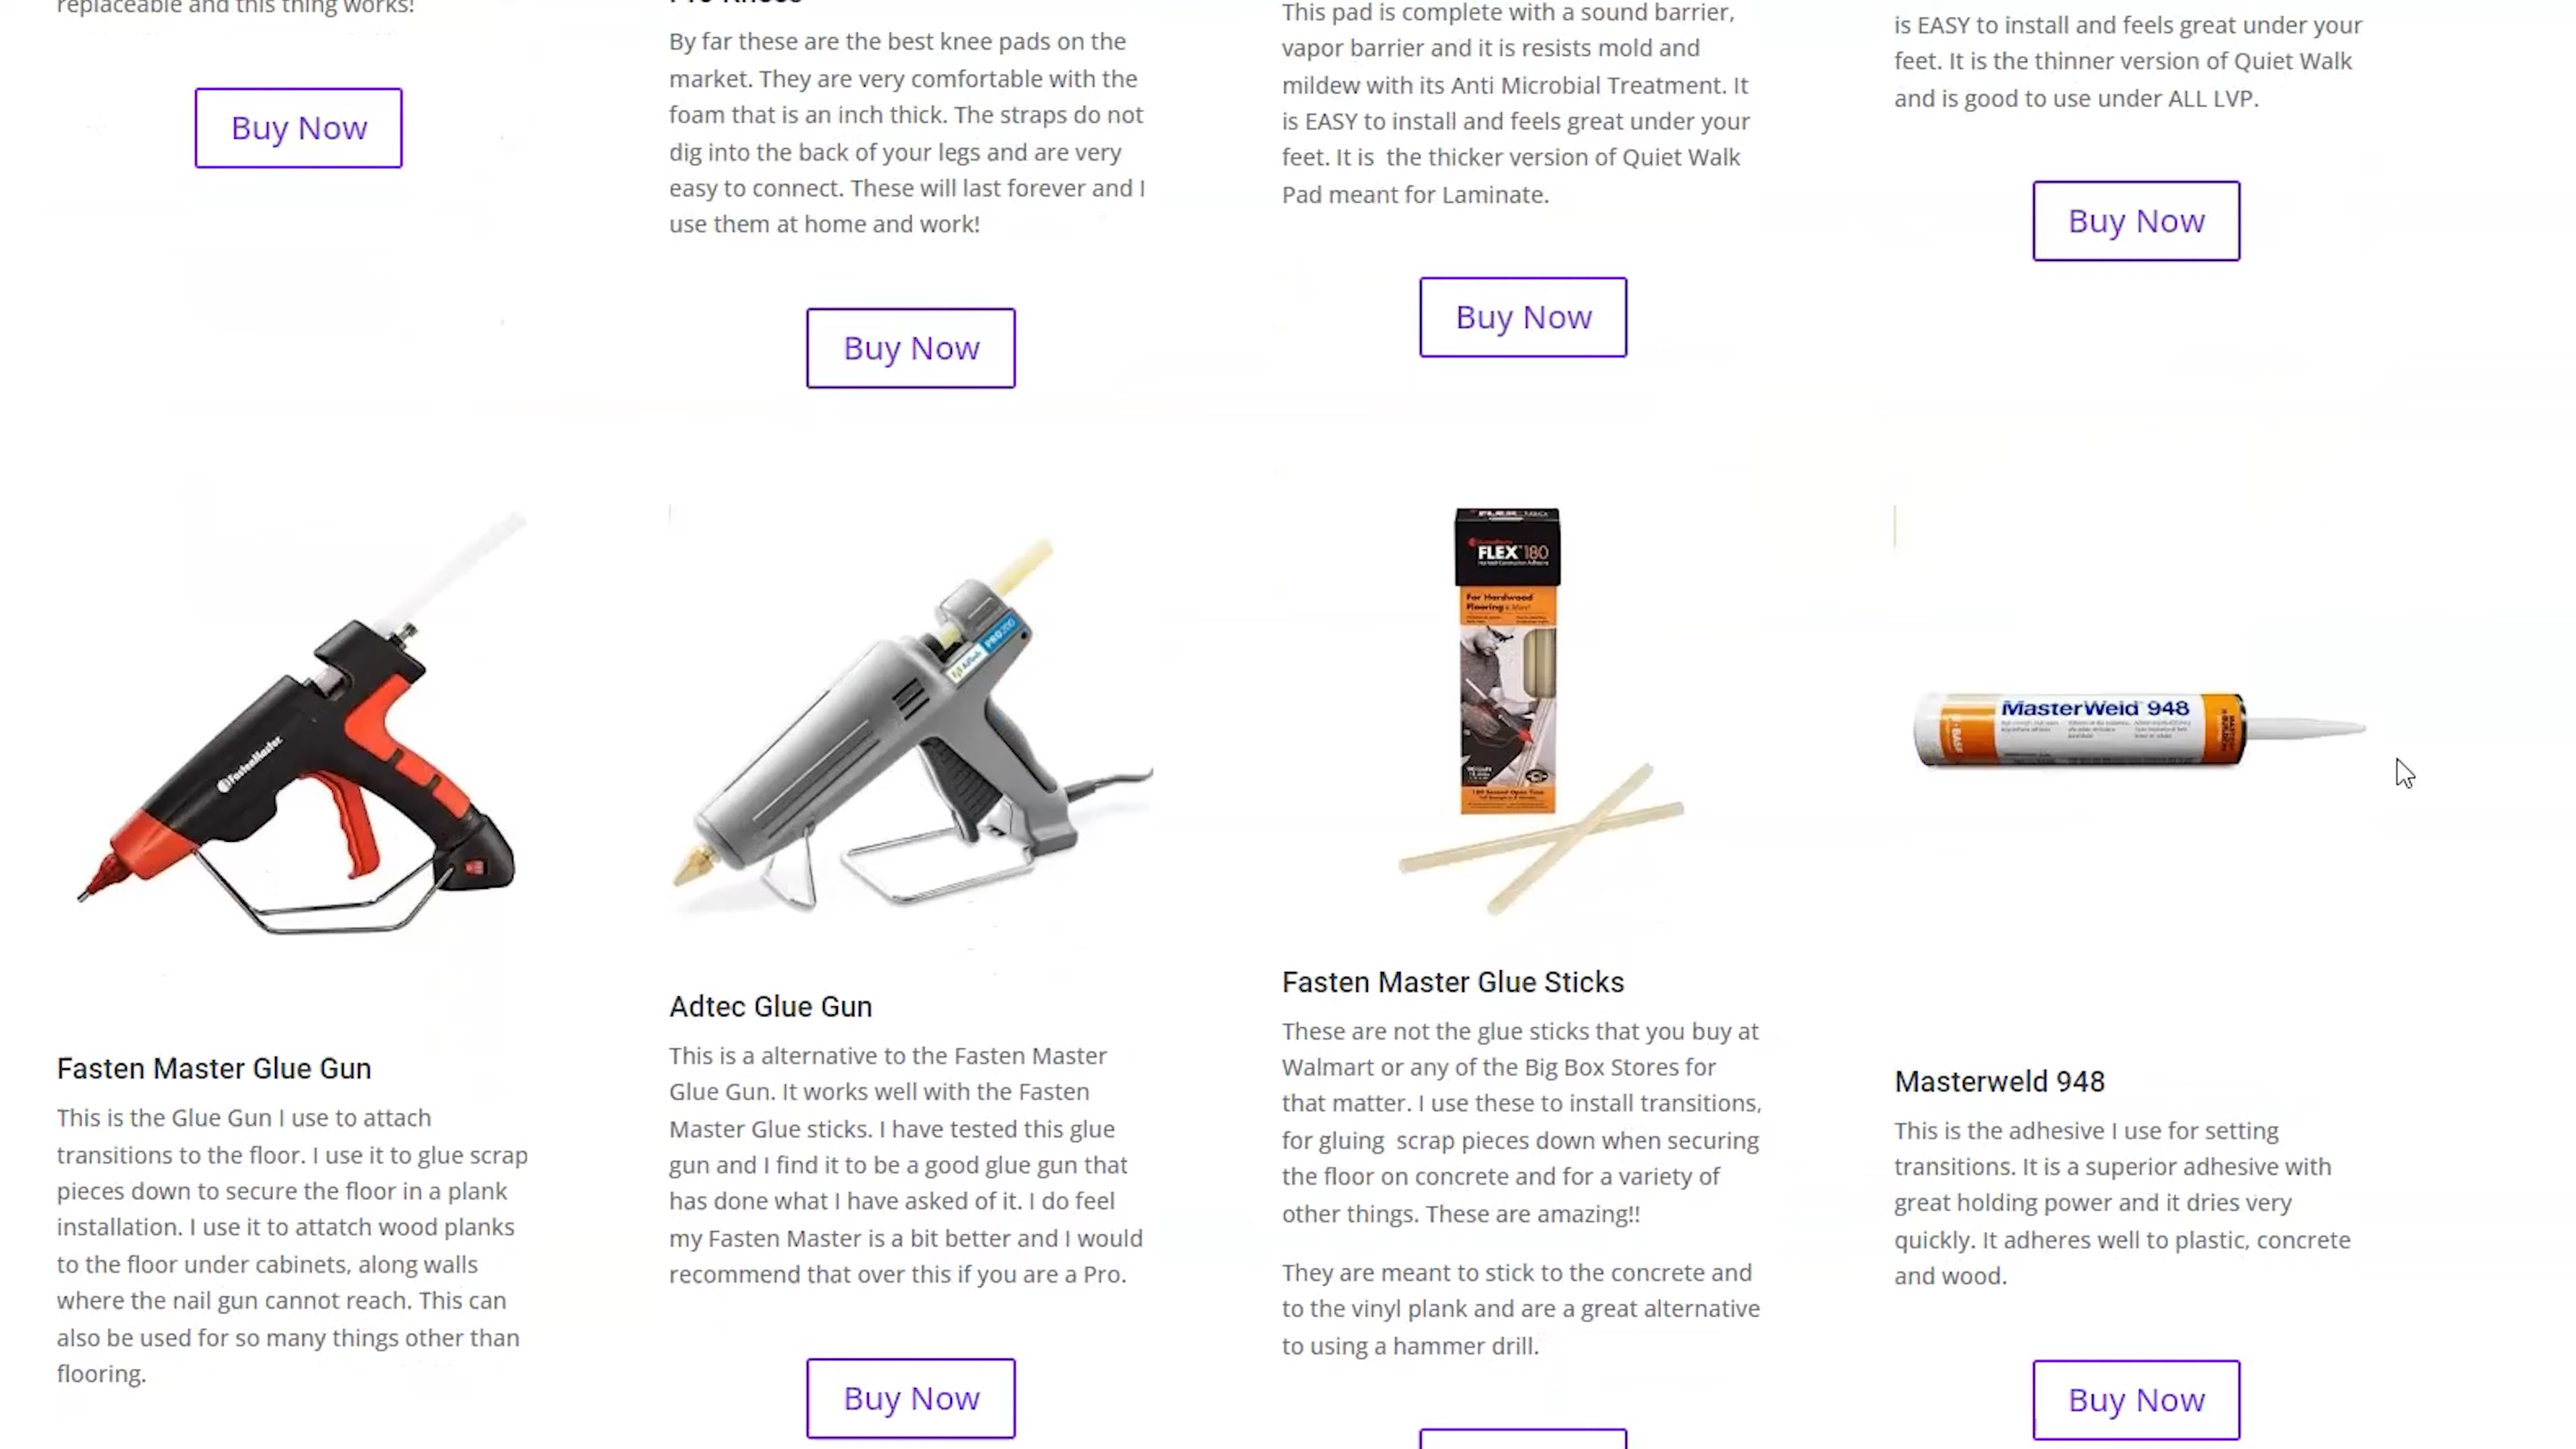 replaceable and this thing works!
Buy Now
Pro Knees
By far these are the best knee pads on the
market. They are very comfortable with the
foam that is an inch thick. The straps do not
dig into the back of your legs and are very
easy to connect. These will last forever and I
use them at home and work!
Buy Now
This pad is complete with a sound barrier,
vapor barrier and it is resists mold and
mildew with its Anti Microbial Treatment. It
is EASY to install and feels great under your
feet. It is  the thicker version of Quiet Walk
Pad meant for Laminate.
Buy Now
is EASY to install and feels great under your
feet. It is the thinner version of Quiet Walk
and is good to use under ALL LVP.
Buy Now
FastenMaster
Fasten Master Glue Gun
This is the Glue Gun I use to attach
transitions to the floor. I use it to glue scrap
pieces down to secure the floor in a plank
installation. I use it to attatch wood planks
to the floor under cabinets, along walls
where the nail gun cannot reach. This can
also be used for so many things other than
flooring.
AdTech PRO200
Adtec Glue Gun
This is a alternative to the Fasten Master
Glue Gun. It works well with the Fasten
Master Glue sticks. I have tested this glue
gun and I find it to be a good glue gun that
has done what I have asked of it. I do feel
my Fasten Master is a bit better and I would
recommend that over this if you are a Pro.
Buy Now
FLEX 180
FLEX 180
For Hardwood
Flooring
Fasten Master Glue Sticks
These are not the glue sticks that you buy at
Walmart or any of the Big Box Stores for
that matter. I use these to install transitions,
for gluing  scrap pieces down when securing
the floor on concrete and for a variety of
other things. These are amazing!!
They are meant to stick to the concrete and
to the vinyl plank and are a great alternative
to using a hammer drill.
MasterWeld 948
Masterweld 948
This is the adhesive I use for setting
transitions. It is a superior adhesive with
great holding power and it dries very
quickly. It adheres well to plastic, concrete
and wood.
Buy Now